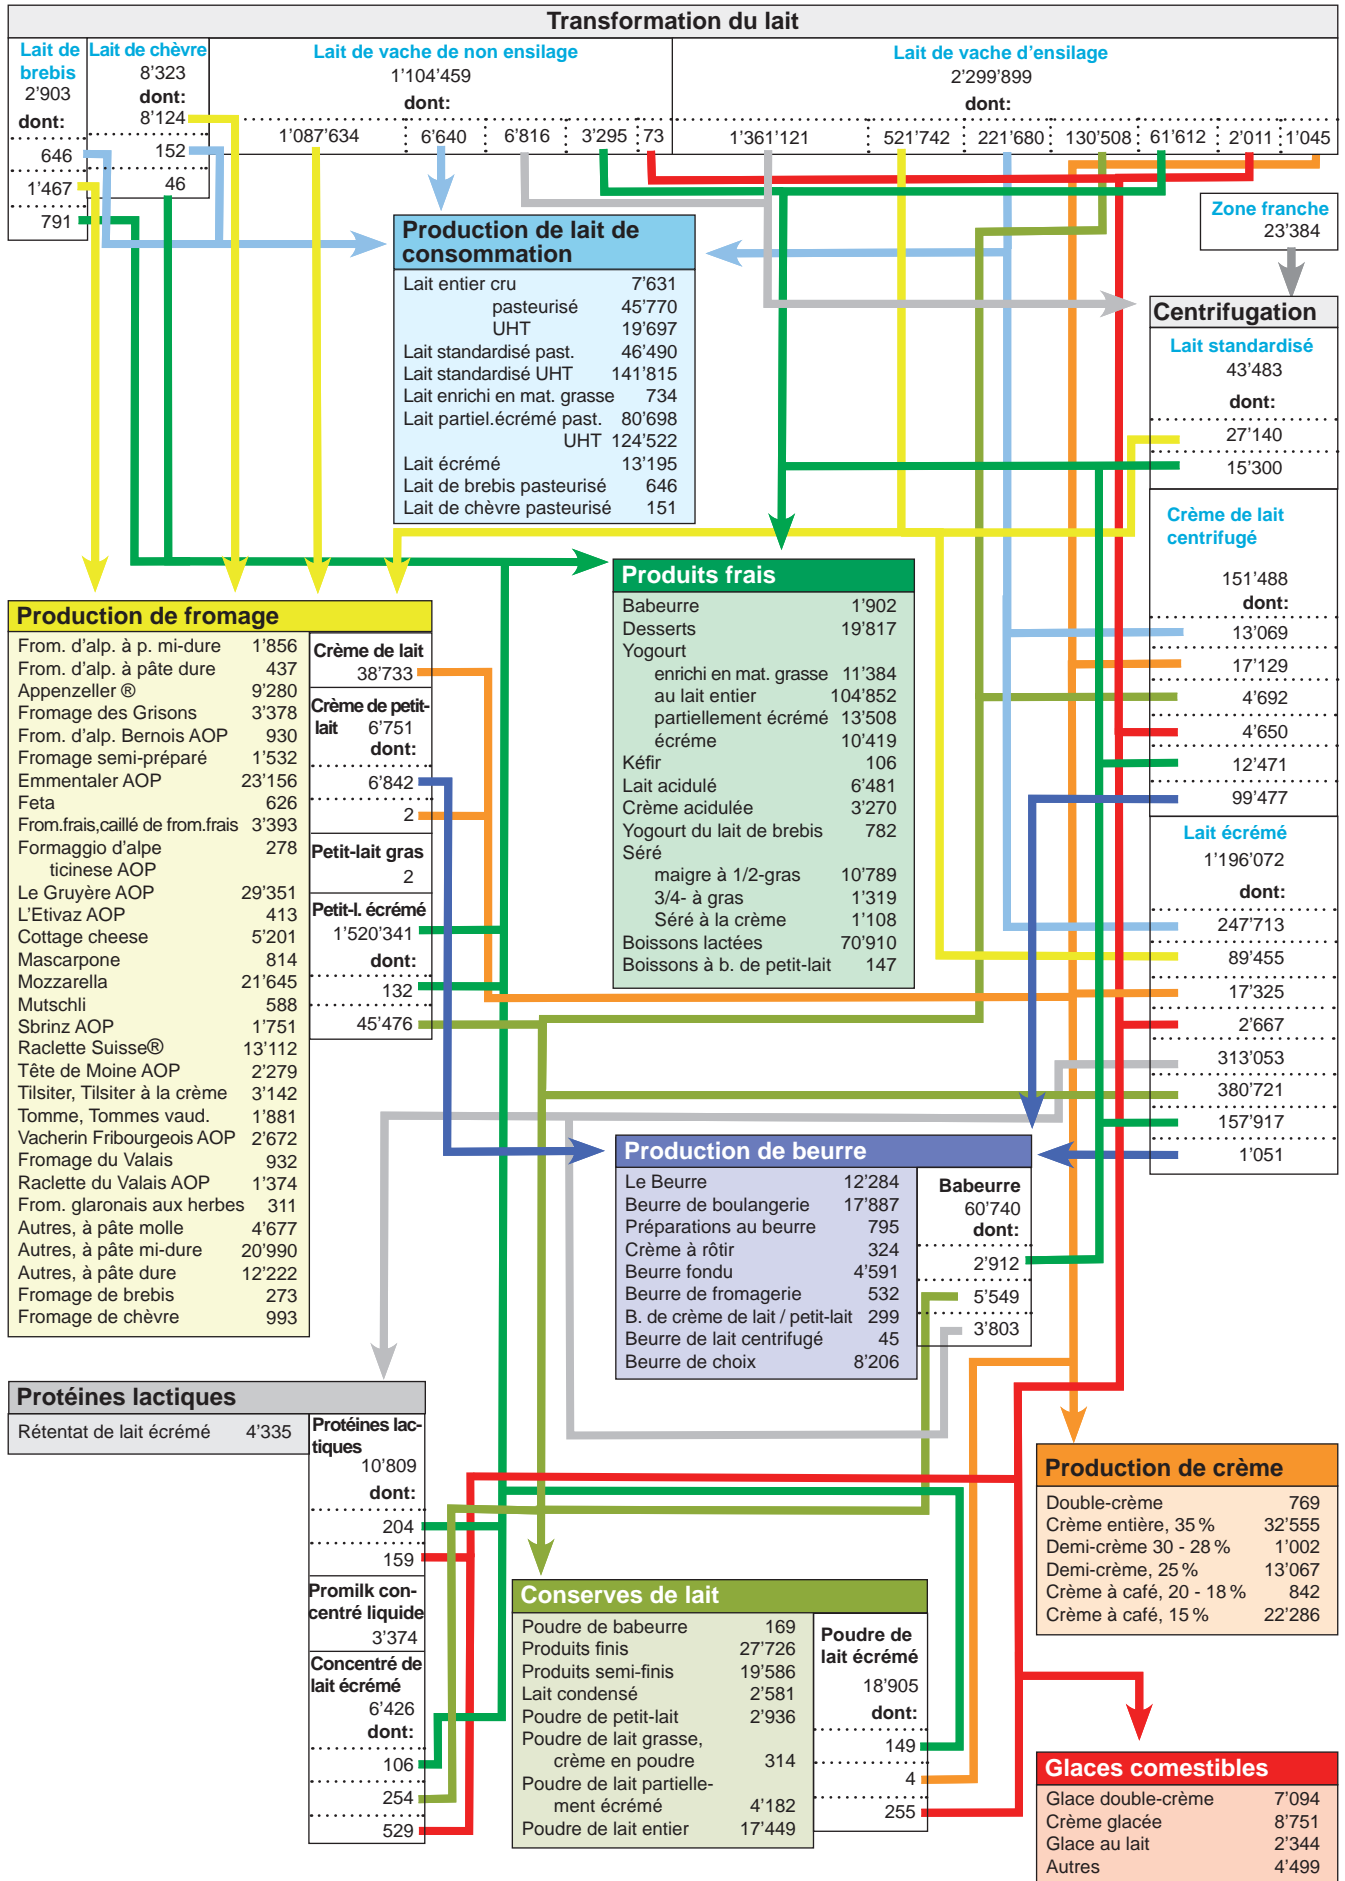 Transformation du lait
Lait de
brebis
2’903
dont:
646
1’467
791
Lait de chèvre
8’323
dont:
8’124
152
46
Lait de vache de non ensilage
1’104’459
dont:
1’087’634 6’640 6’816 3’295 73
Lait de vache d’ensilage
2’299’899
dont:
1’361’121 521’742 221’680 130’508 61’612 2’011 1’045
Zone franche
23’384
Production de lait de
consommation
Lait entier cru 7’631
pasteurisé 45’770
UHT 19’697
Lait standardisé past. 46’490
Lait standardisé UHT 141’815
Lait enrichi en mat. grasse 734
Lait partiel.écrémé past. 80’698
UHT 124’522
Lait écrémé 13’195
Lait de brebis pasteurisé 646
Lait de chèvre pasteurisé 151
Centrifugation
Lait standardisé
43’483
dont:
27’140
15’300
Crème de lait
centrifugé
151’488
dont:
13’069
17’129
4’692
4’650
12’471
99’477
Lait écrémé
1’196’072
dont:
247’713
89’455
17’325
2’667
313’053
380’721
157’917
1’051
Produits frais
Babeurre 1’902
Desserts 19’817
Yogourt
enrichi en mat. grasse 11’384
au lait entier 104’852
partiellement écrémé 13’508
écréme 10’419
Kéfir 106
Lait acidulé 6’481
Crème acidulée 3’270
Yogourt du lait de brebis 782
Séré
maigre à 1/2-gras 10’789
3/4- à gras 1’319
Séré à la crème 1’108
Boissons lactées 70’910
Boissons à b. de petit-lait 147
Production de fromage
From. d’alp. à p. mi-dure 1’856
From. d’alp. à pâte dure 437
Appenzeller ® 9’280
Fromage des Grisons 3’378
From. d’alp. Bernois AOP 930
Fromage semi-préparé 1’532
Emmentaler AOP 23’156
Feta 626
From.frais,caillé de from.frais 3’393
Formaggio d’alpe 278
ticinese AOP
Le Gruyère AOP 29’351
L’Etivaz AOP 413
Cottage cheese 5’201
Mascarpone 814
Mozzarella 21’645
Mutschli 588
Sbrinz AOP 1’751
Raclette Suisse® 13’112
Tête de Moine AOP 2’279
Tilsiter, Tilsiter à la crème 3’142
Tomme, Tommes vaud. 1’881
Vacherin Fribourgeois AOP 2’672
Fromage du Valais 932
Raclette du Valais AOP 1’374
From. glaronais aux herbes 311
Autres, à pâte molle 4’677
Autres, à pâte mi-dure 20’990
Autres, à pâte dure 12’222
Fromage de brebis 273
Fromage de chèvre 993
Crème de lait
38’733
Crème de petit-
lait 6’751
dont:
6’842
2
Petit-lait gras
2
Petit-l. écrémé
1’520’341
dont:
132
45’476
Production de beurre
Le Beurre 12’284
Beurre de boulangerie 17’887
Préparations au beurre 795
Crème à rôtir 324
Beurre fondu 4’591
Beurre de fromagerie 532
B. de crème de lait / petit-lait 299
Beurre de lait centrifugé 45
Beurre de choix 8’206
Babeurre
60’740
dont:
2’912
5’549
3’803
Protéines lactiques
Rétentat de lait écrémé 4’335
Protéines lac-
tiques
10’809
dont:
204
159
Promilk con-
centré liquide
3’374
Concentré de
lait écrémé
6’426
dont:
106
254
529
Conserves de lait
Poudre de babeurre 169
Produits finis 27’726
Produits semi-finis 19’586
Lait condensé 2’581
Poudre de petit-lait 2’936
Poudre de lait grasse,
crème en poudre 314
Poudre de lait partielle-
ment écrémé 4’182
Poudre de lait entier 17’449
Poudre de
lait écrémé
18’905
dont:
149
4
255
Production de crème
Double-crème 769
Crème entière, 35 % 32’555
Demi-crème 30 - 28 % 1’002
Demi-crème, 25 % 13’067
Crème à café, 20 - 18 % 842
Crème à café, 15 % 22’286
Glaces comestibles
Glace double-crème 7’094
Crème glacée 8’751
Glace au lait 2’344
Autres 4’499